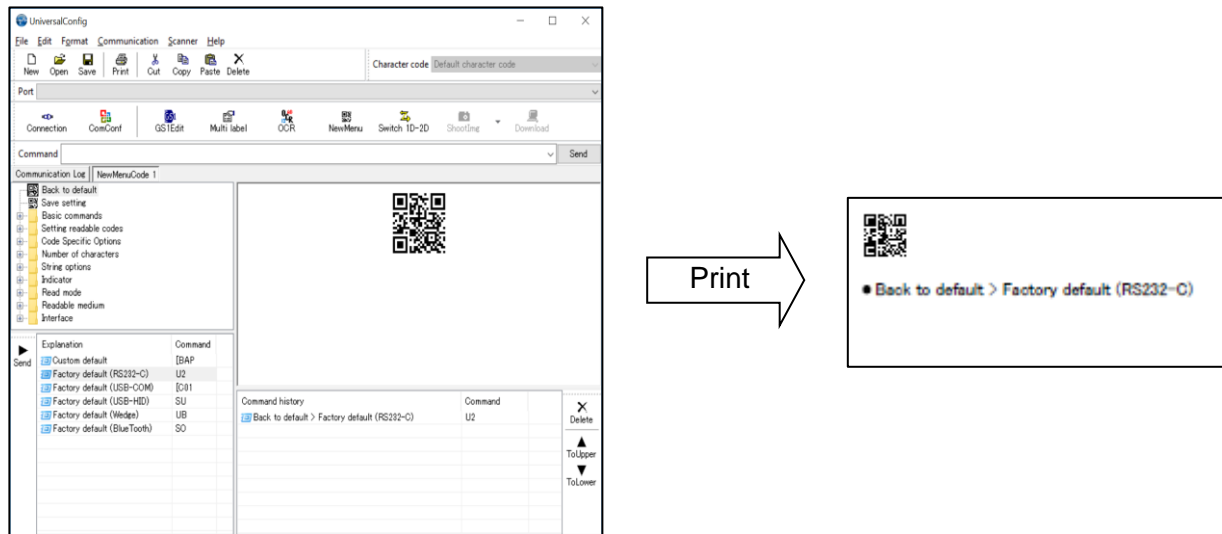 UniversalConfig
File Edit Format Communication Scanner Help
New Open Save Print Cut Copy Paste Delete
Character code Default character code
Port
Connection ComConf GS1Edit Multi label OCR NewMenu Switch 1D-2D ShootImg Download
Command Send
Communication Log NewMenuCode 1
Back to default
Save setting
Basic commands
Setting readable codes
Code Specific Options
Number of characters
String options
Indicator
Read mode
Readable medium
Interface
Send
Explanation Command
Custom default [BAP
Factory default (RS232-C) U2
Factory default (USB-COM) [C01
Factory default (USB-HID) SU
Factory default (Wedge) UB
Factory default (BlueTooth) SO
Command history Command
Back to default > Factory default (RS232-C) U2
Delete
ToUpper
ToLower
Print
● Back to default > Factory default (RS232-C)